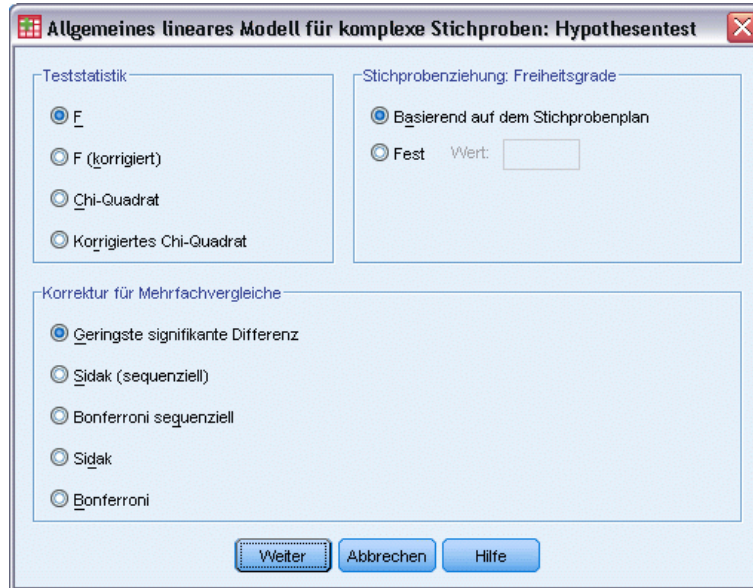 Allgemeines lineares Modell für komplexe Stichproben: Hypothesentest
Teststatistik
F
F (korrigiert)
Chi-Quadrat
Korrigiertes Chi-Quadrat
Stichprobenziehung: Freiheitsgrade
Basierend auf dem Stichprobenplan
Fest Wert:
Korrektur für Mehrfachvergleiche
Geringste signifikante Differenz
Sidak (sequenziell)
Bonferroni sequenziell
Sidak
Bonferroni
Weiter Abbrechen Hilfe